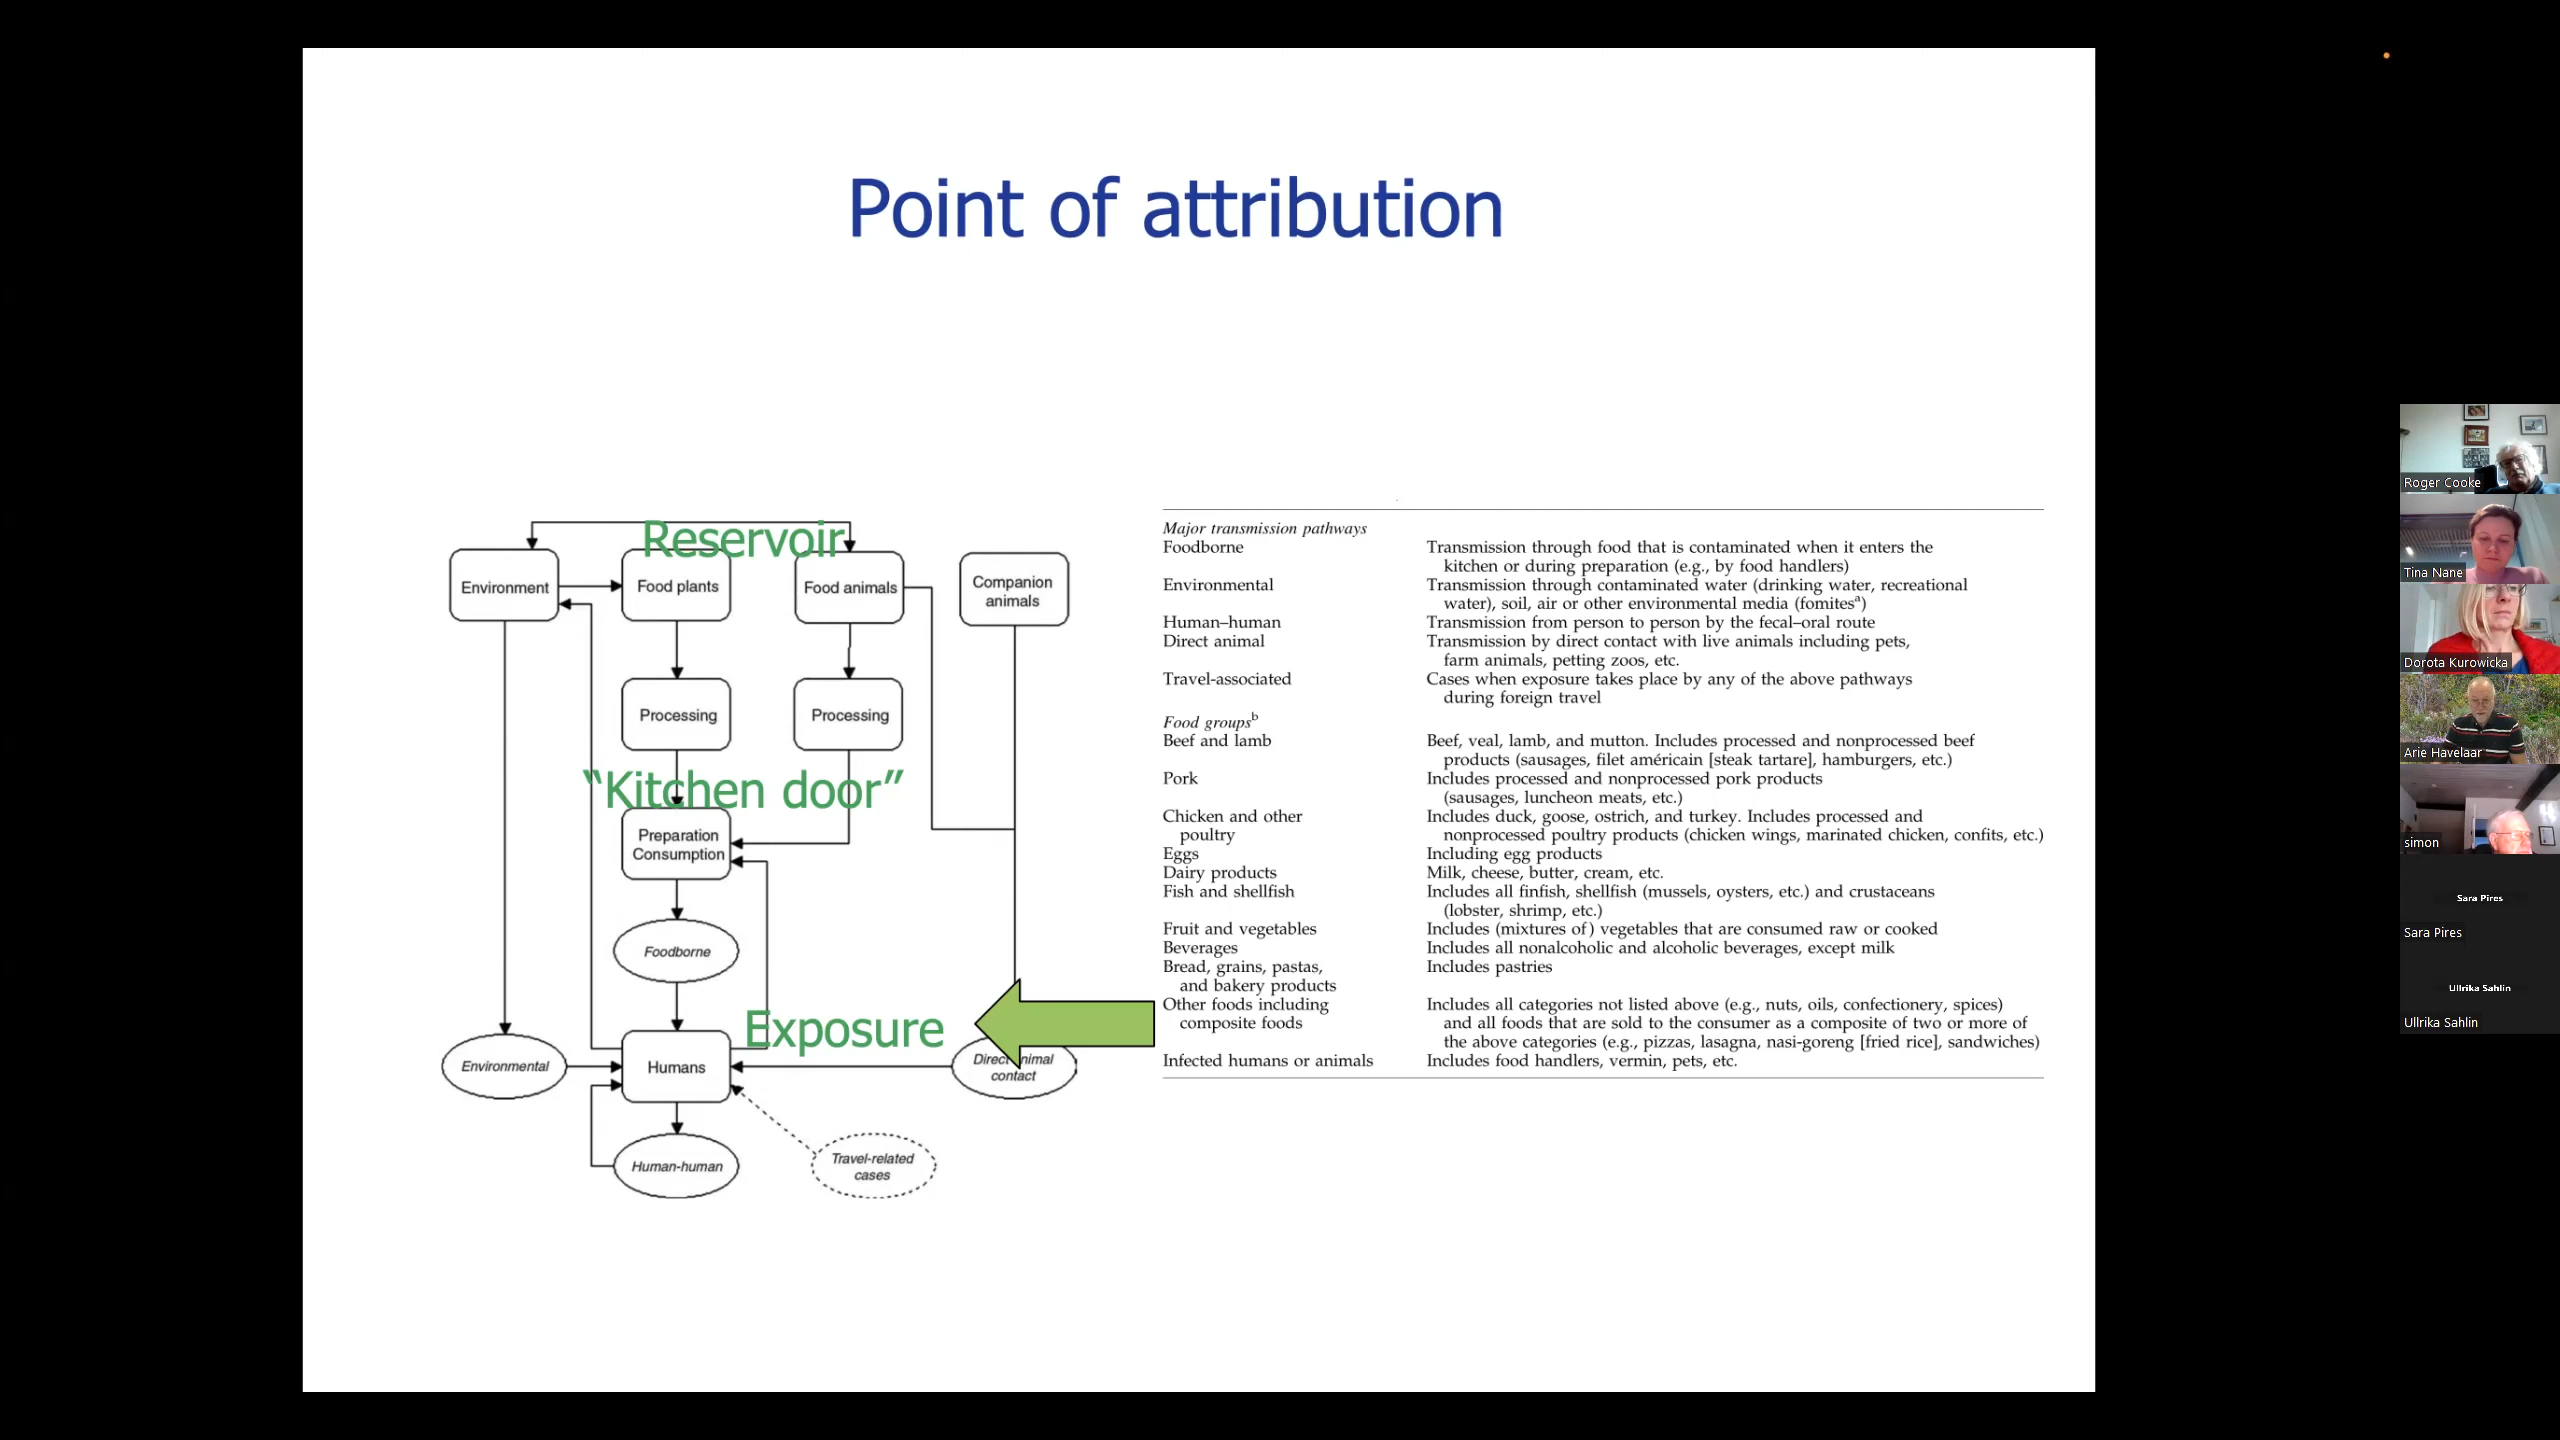 Point of attribution
Reservoir
Environment
Food plants
Food animals
Companion
animals
Processing
Processing
“Kitchen door”
Preparation
Consumption
Foodborne
Exposure
Environmental
Humans
Direct animal
contact
Human-human
Travel-related
cases
Major transmission pathways
Foodborne Transmission through food that is contaminated when it enters the
kitchen or during preparation (e.g., by food handlers)
Environmental Transmission through contaminated water (drinking water, recreational
water), soil, air or other environmental media (fomitesᵃ)
Human–human Transmission from person to person by the fecal–oral route
Direct animal Transmission by direct contact with live animals including pets,
farm animals, petting zoos, etc.
Travel-associated Cases when exposure takes place by any of the above pathways
during foreign travel
Food groupsᵇ
Beef and lamb Beef, veal, lamb, and mutton. Includes processed and nonprocessed beef
products (sausages, filet américain [steak tartare], hamburgers, etc.)
Pork Includes processed and nonprocessed pork products
(sausages, luncheon meats, etc.)
Chicken and other Includes duck, goose, ostrich, and turkey. Includes processed and
poultry nonprocessed poultry products (chicken wings, marinated chicken, confits, etc.)
Eggs Including egg products
Dairy products Milk, cheese, butter, cream, etc.
Fish and shellfish Includes all finfish, shellfish (mussels, oysters, etc.) and crustaceans
(lobster, shrimp, etc.)
Fruit and vegetables Includes (mixtures of) vegetables that are consumed raw or cooked
Beverages Includes all nonalcoholic and alcoholic beverages, except milk
Bread, grains, pastas, Includes pastries
and bakery products
Other foods including Includes all categories not listed above (e.g., nuts, oils, confectionery, spices)
composite foods and all foods that are sold to the consumer as a composite of two or more of
the above categories (e.g., pizzas, lasagna, nasi-goreng [fried rice], sandwiches)
Infected humans or animals Includes food handlers, vermin, pets, etc.
Roger Cooke
Tina Nane
Dorota Kurowicka
Arie Havelaar
simon
Sara Pires
Sara Pires
Ullrika Sahlin
Ullrika Sahlin